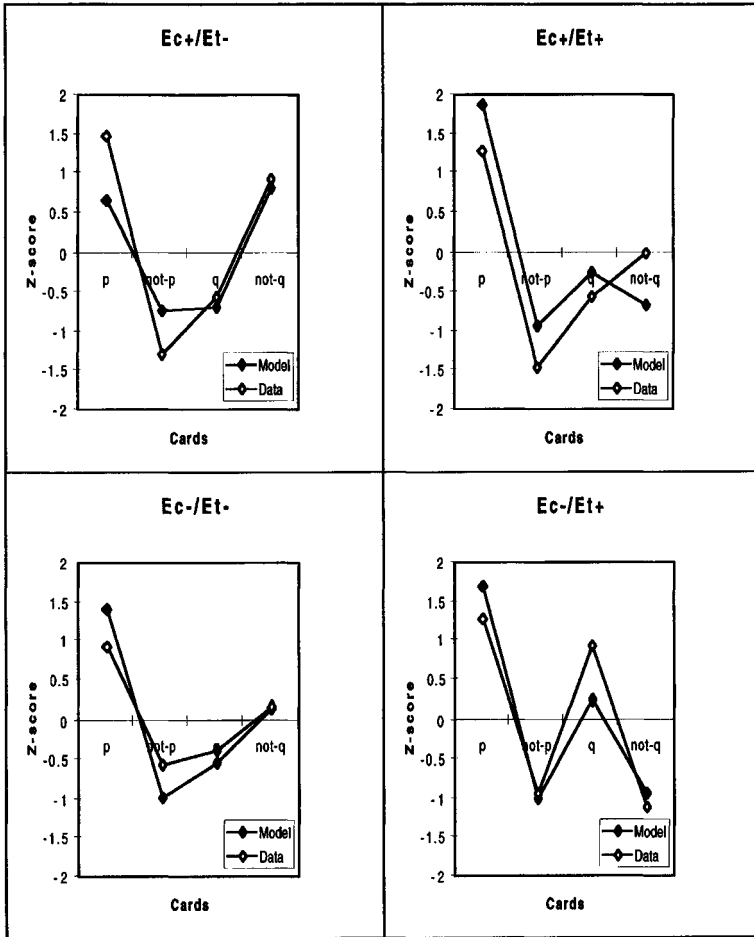 Ec+/Et-
2
1.5
1
0.5
0
-0.5
-1
-1.5
-2
Z-score
p not-p q not-q
Model
Data
Cards
Ec+/Et+
2
1.5
1
0.5
0
-0.5
-1
-1.5
-2
Z-score
p not-p q not-q
Model
Data
Cards
Ec-/Et-
2
1.5
1
0.5
0
-0.5
-1
-1.5
-2
Z-score
p not-p q not-q
Model
Data
Cards
Ec-/Et+
2
1.5
1
0.5
0
-0.5
-1
-1.5
-2
Z-score
p not-p q not-q
Model
Data
Cards